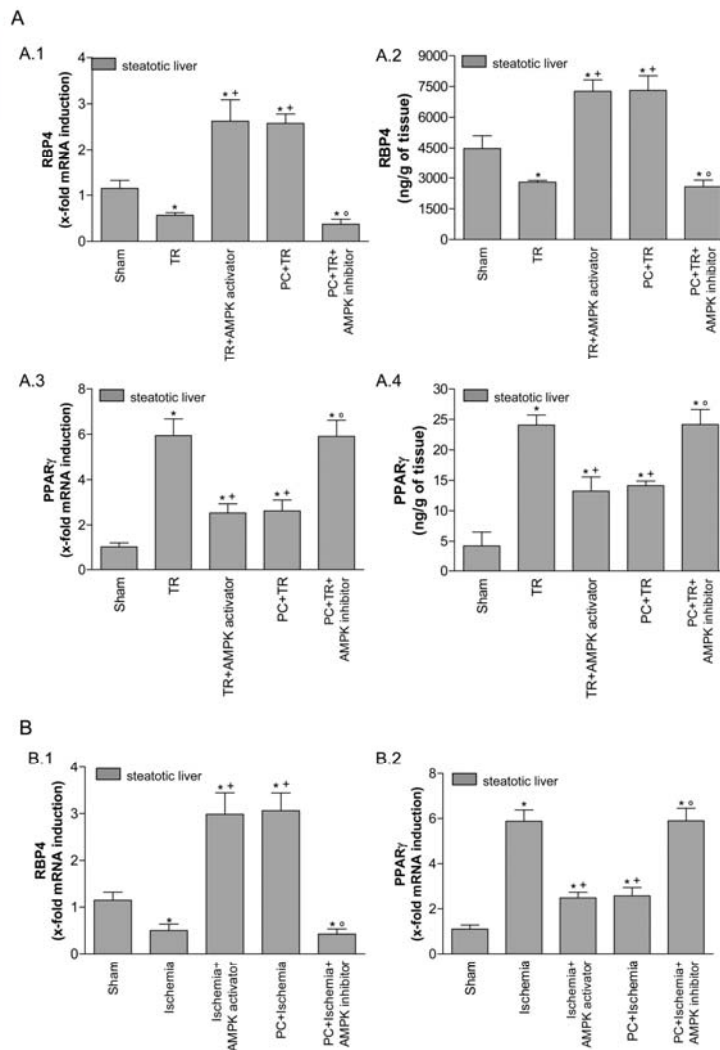 A
A.1
steatotic liver
RBP4
(x-fold mRNA induction)
4
3
2
1
0
*
* +
* +
* o
Sham
TR
TR+AMPK activator
PC+TR
PC+TR+
AMPK inhibitor
A.2
steatotic liver
RBP4
(ng/g of tissue)
9000
7500
6000
4500
3000
1500
0
*
* +
* +
* o
Sham
TR
TR+AMPK activator
PC+TR
PC+TR+
AMPK inhibitor
A.3
steatotic liver
PPARγ
(x-fold mRNA induction)
8
6
4
2
0
*
* +
* +
* o
Sham
TR
TR+AMPK activator
PC+TR
PC+TR+
AMPK inhibitor
A.4
steatotic liver
PPARγ
(ng/g of tissue)
30
25
20
15
10
5
0
*
* +
* +
* o
Sham
TR
TR+AMPK activator
PC+TR
PC+TR+
AMPK inhibitor
B
B.1
steatotic liver
RBP4
(x-fold mRNA induction)
4
3
2
1
0
*
* +
* +
* o
Sham
Ischemia
Ischemia+
AMPK activator
PC+Ischemia
PC+Ischemia+
AMPK inhibitor
B.2
steatotic liver
PPARγ
(x-fold mRNA induction)
8
6
4
2
0
*
* +
* +
* o
Sham
Ischemia
Ischemia+
AMPK activator
PC+Ischemia
PC+Ischemia+
AMPK inhibitor